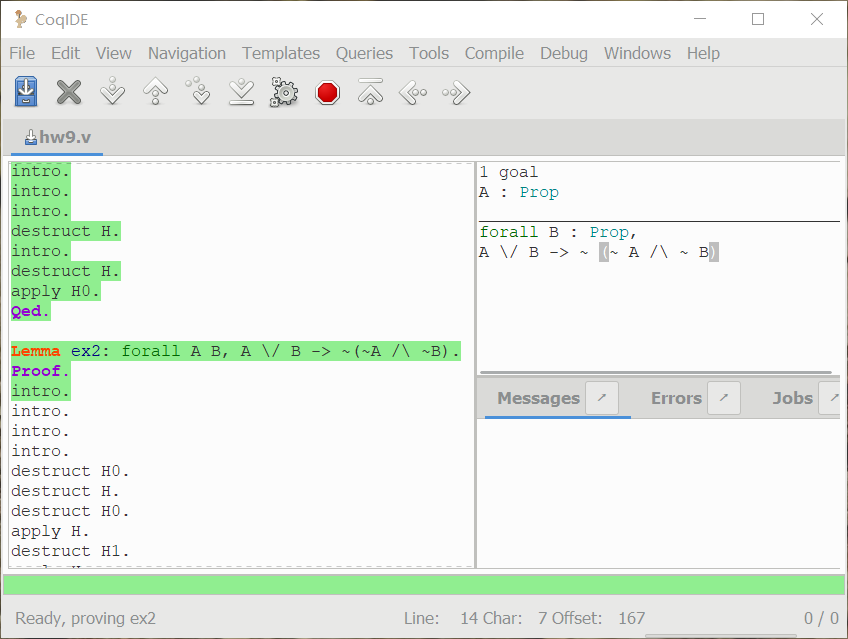 CoqIDE
File Edit View Navigation Templates Queries Tools Compile Debug Windows Help
hw9.v
intro.
intro.
intro.
destruct H.
intro.
destruct H.
apply H0.
Qed.
Lemma ex2: forall A B, A \/ B -> ~(~A /\ ~B).
Proof.
intro.
intro.
intro.
intro.
destruct H0.
destruct H.
destruct H0.
apply H.
destruct H1.
1 goal
A : Prop
forall B : Prop,
A \/ B -> ~ (~ A /\ ~ B)
Messages Errors Jobs
Ready, proving ex2 Line: 14 Char: 7 Offset: 167 0 / 0